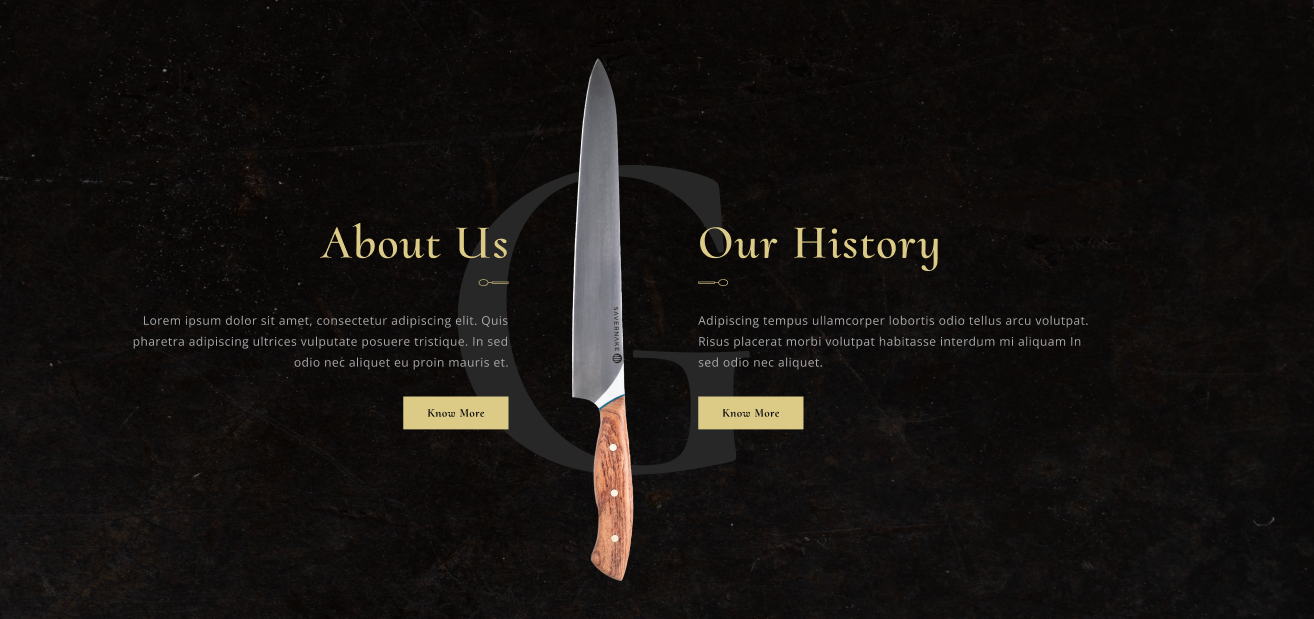 About Us
Lorem ipsum dolor sit amet, consectetur adipiscing elit. Quis
pharetra adipiscing ultrices vulputate posuere tristique. In sed
odio nec aliquet eu proin mauris et.
Know More
G
SAVERNAKE
Our History
Adipiscing tempus ullamcorper lobortis odio tellus arcu volutpat.
Risus placerat morbi volutpat habitasse interdum mi aliquam In
sed odio nec aliquet.
Know More